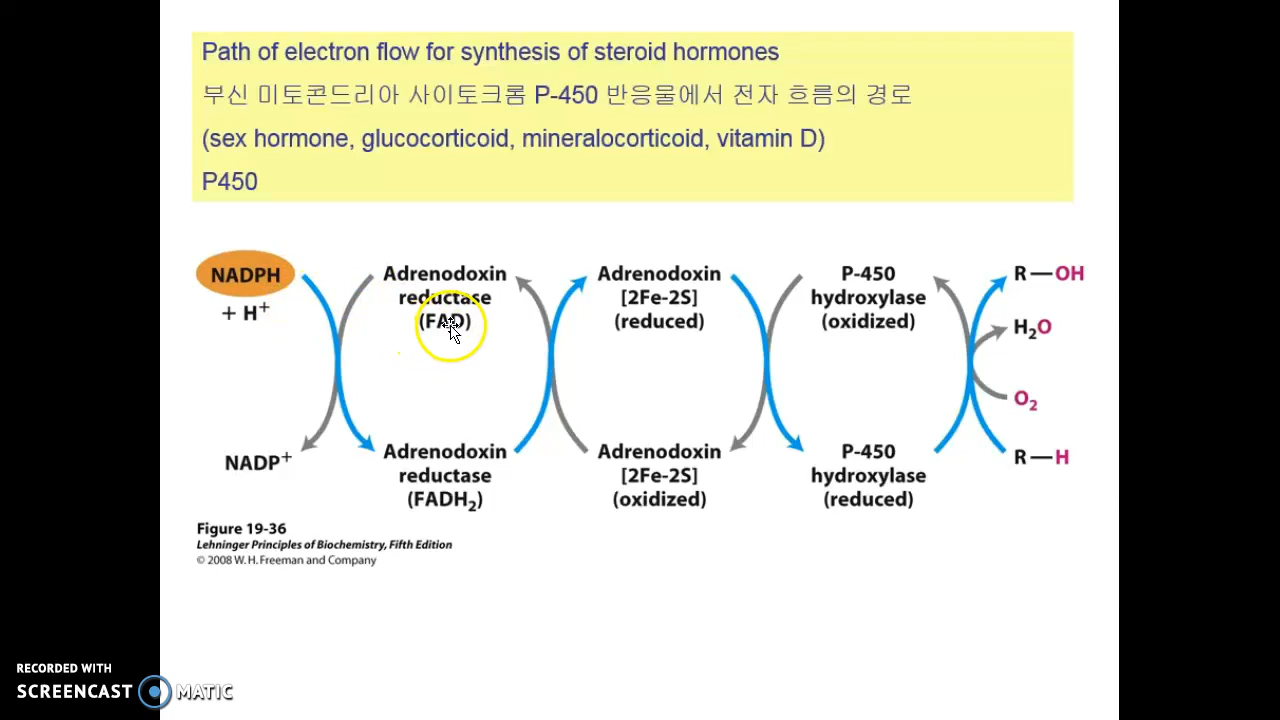 Path of electron flow for synthesis of steroid hormones
부신 미토콘드리아 사이토크롬 P-450 반응물에서 전자 흐름의 경로
(sex hormone, glucocorticoid, mineralocorticoid, vitamin D)
P450
NADPH
+ H⁺
Adrenodoxin
reductase
(FAD)
Adrenodoxin
[2Fe-2S]
(reduced)
P-450
hydroxylase
(oxidized)
R—OH
H₂O
O₂
R—H
NADP⁺
Adrenodoxin
reductase
(FADH₂)
Adrenodoxin
[2Fe-2S]
(oxidized)
P-450
hydroxylase
(reduced)
Figure 19-36
Lehninger Principles of Biochemistry, Fifth Edition
© 2008 W. H. Freeman and Company
RECORDED WITH
SCREENCAST MATIC